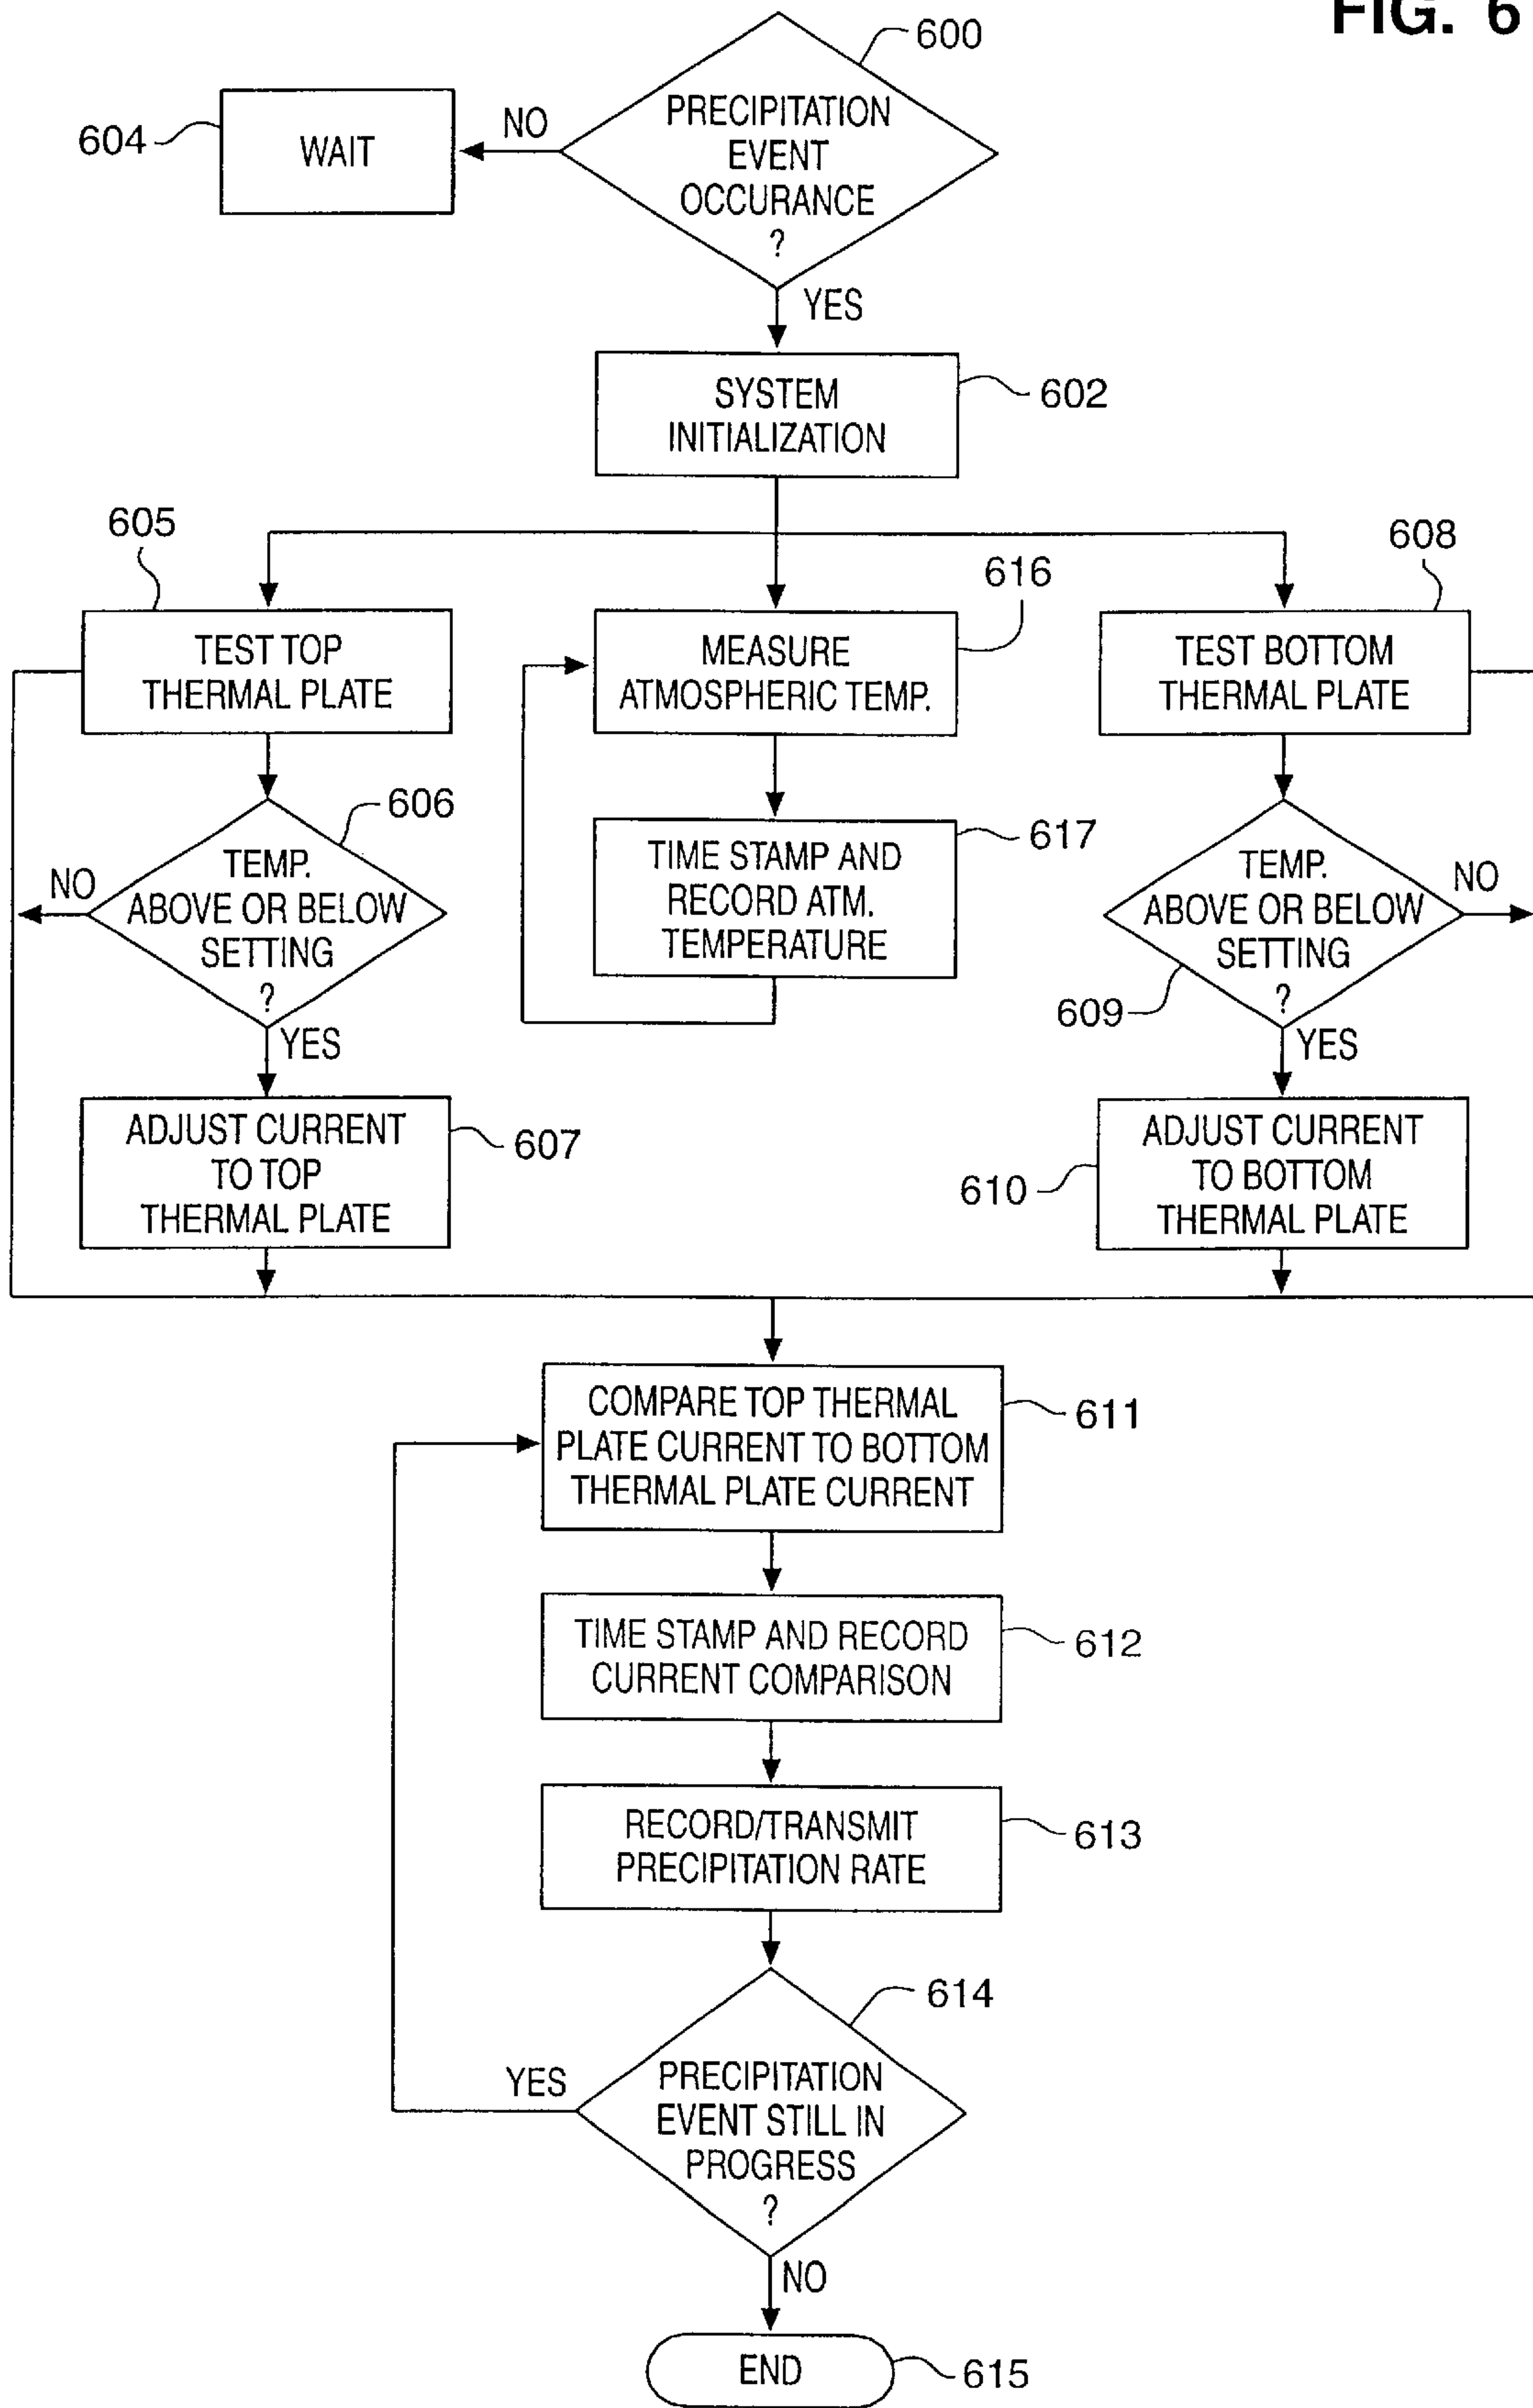 FIG. 6
600
PRECIPITATION
EVENT
OCCURANCE
?
NO
604
WAIT
YES
SYSTEM
INITIALIZATION
602
605
616
608
TEST TOP
THERMAL PLATE
MEASURE
ATMOSPHERIC TEMP.
TEST BOTTOM
THERMAL PLATE
606
TEMP.
ABOVE OR BELOW
SETTING
?
NO
YES
TIME STAMP AND
RECORD ATM.
TEMPERATURE
617
TEMP.
ABOVE OR BELOW
SETTING
?
NO
609
YES
ADJUST CURRENT
TO TOP
THERMAL PLATE
607
ADJUST CURRENT
TO BOTTOM
THERMAL PLATE
610
COMPARE TOP THERMAL
PLATE CURRENT TO BOTTOM
THERMAL PLATE CURRENT
611
TIME STAMP AND RECORD
CURRENT COMPARISON
612
RECORD/TRANSMIT
PRECIPITATION RATE
613
614
YES
PRECIPITATION
EVENT STILL IN
PROGRESS
?
NO
END
615